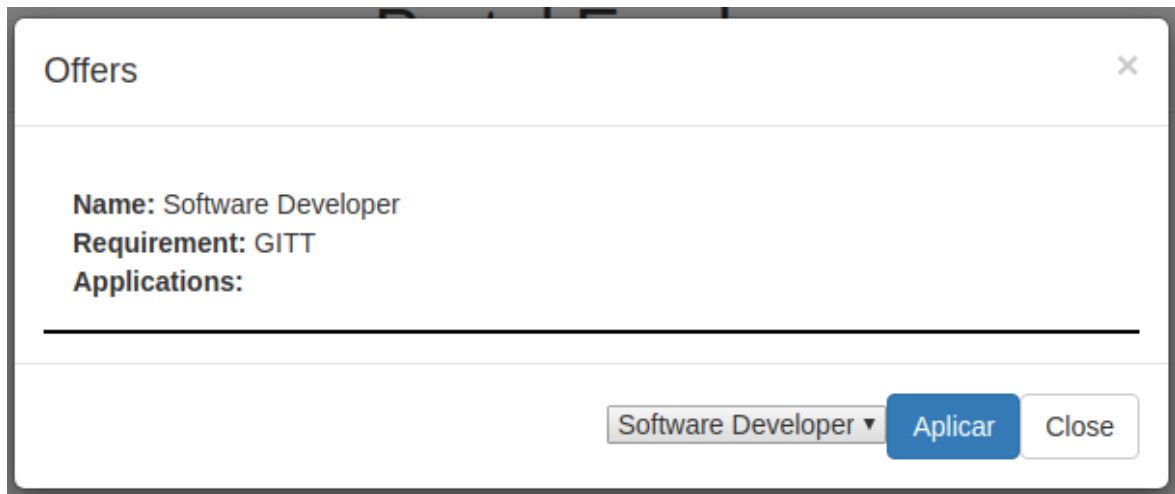 Offers ×
Name: Software Developer
Requirement: GITT
Applications:
Software Developer Aplicar Close